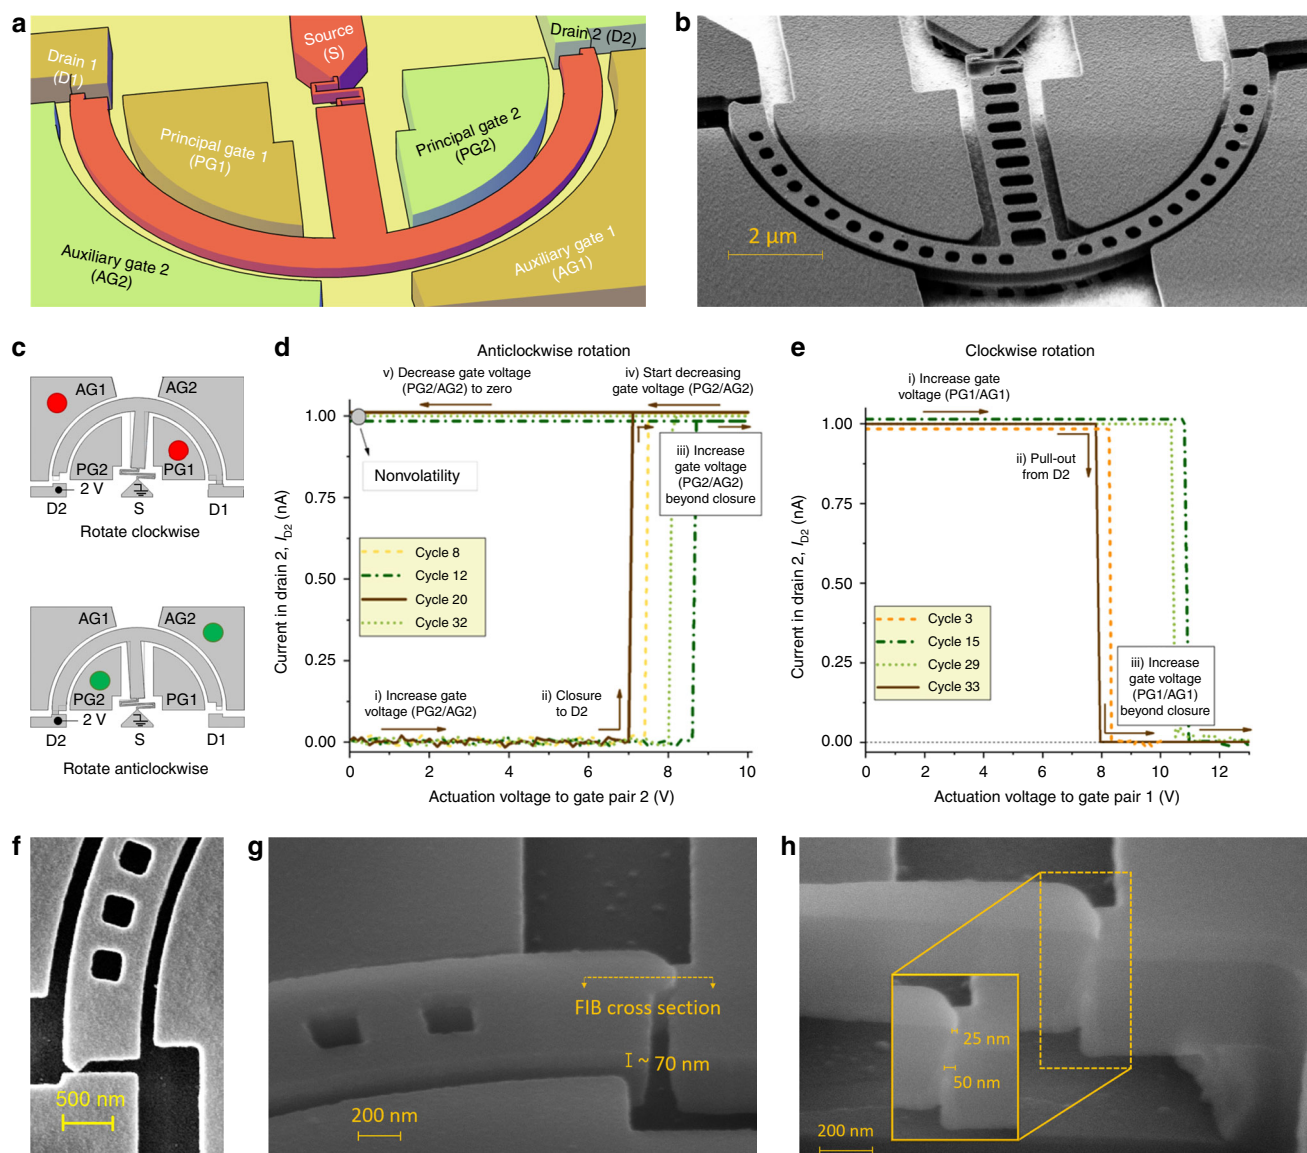 a
Drain 1
(D1)
Source
(S)
Drain 2 (D2)
Principal gate 1
(PG1)
Principal gate 2
(PG2)
Auxiliary gate 2
(AG2)
Auxiliary gate 1
(AG1)
b
2 µm
c
AG1
AG2
PG2
PG1
2 V
D2
S
D1
Rotate clockwise
AG1
AG2
PG2
PG1
2 V
D2
S
D1
Rotate anticlockwise
d
Anticlockwise rotation
v) Decrease gate voltage
(PG2/AG2) to zero
iv) Start decreasing
gate voltage (PG2/AG2)
Nonvolatility
iii) Increase
gate voltage
(PG2/AG2)
beyond closure
Cycle 8
Cycle 12
Cycle 20
Cycle 32
i) Increase gate
voltage (PG2/AG2)
ii) Closure
to D2
1.00
0.75
0.50
0.25
0.00
0
2
4
6
8
10
Current in drain 2, I_D2 (nA)
Actuation voltage to gate pair 2 (V)
e
Clockwise rotation
i) Increase gate
voltage (PG1/AG1)
ii) Pull-out
from D2
Cycle 3
Cycle 15
Cycle 29
Cycle 33
iii) Increase
gate voltage
(PG1/AG1)
beyond closure
1.00
0.75
0.50
0.25
0.00
0
2
4
6
8
10
12
Current in drain 2, I_D2 (nA)
Actuation voltage to gate pair 1 (V)
f
500 nm
g
FIB cross section
~ 70 nm
200 nm
h
25 nm
50 nm
200 nm